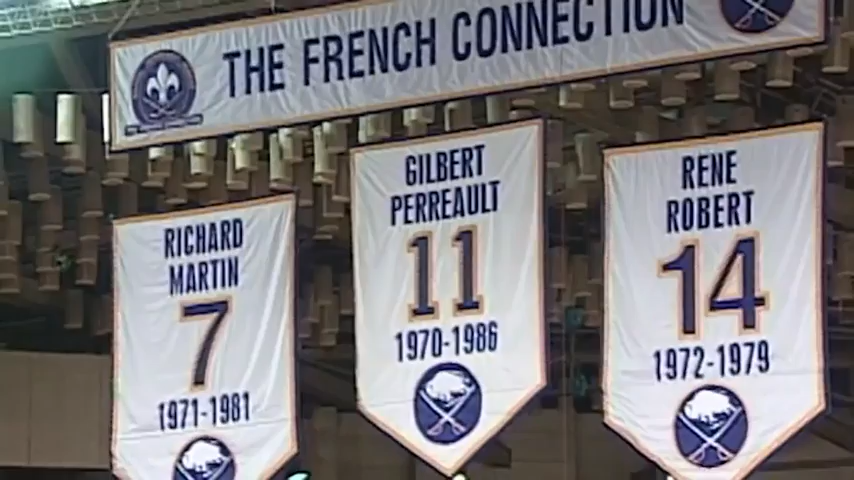 THE FRENCH CONNECTION
RICHARD
MARTIN
7
1971-1981
GILBERT
PERREAULT
11
1970-1986
RENE
ROBERT
14
1972-1979